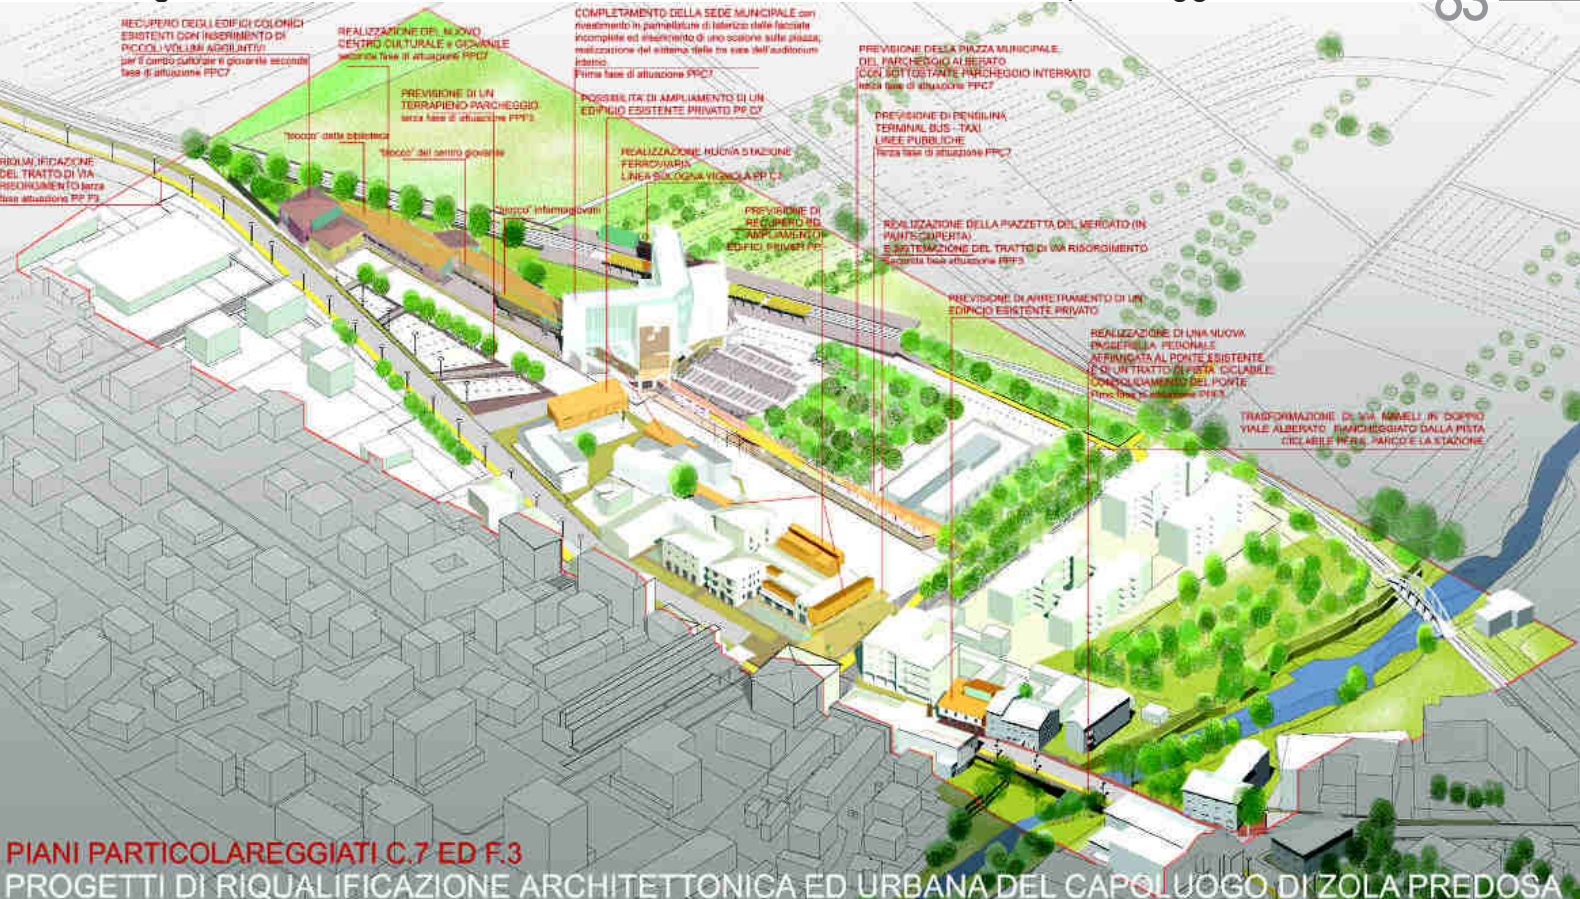 RECUPERO DEGLI EDIFICI COLONICI
ESISTENTI CON INSERIMENTO DI
PICCOLI VOLUMI AGGIUNTIVI
per il centro culturale e giovanile seconda
fase di attuazione PPC7
REALIZZAZIONE DEL NUOVO
CENTRO CULTURALE e GIOVANILE
seconda fase di attuazione PPC7
COMPLETAMENTO DELLA SEDE MUNICIPALE con
rivestimento in pannellature di laterizio delle facciate
incomplete ed inserimento di uno scalone sulla piazza;
realizzazione del sistema delle tre sale dell'auditorium
interno
Prima fase di attuazione PPC7
PREVISIONE DELLA PIAZZA MUNICIPALE,
DEL PARCHEGGIO ALBERATO
CON SOTTOSTANTE PARCHEGGIO INTERRATO
terza fase di attuazione PPC7
83
PREVISIONE DI UN
TERRAPIENO PARCHEGGIO
terza fase di attuazione PPF3
POSSIBILITA' DI AMPLIAMENTO DI UN
EDIFICIO ESISTENTE PRIVATO PP C7
PREVISIONE DI PENSILINA
TERMINAL BUS - TAXI
LINEE PUBBLICHE
Terza fase di attuazione PPC7
"blocco" della biblioteca
"blocco" del centro giovanile
REALIZZAZIONE NUOVA STAZIONE
FERROVIARIA
LINEA BOLOGNA VIGNOLA PP C7
RIQUALIFICAZIONE
DEL TRATTO DI VIA
RISORGIMENTO terza
fase attuazione PP F3
"blocco" informagiovani
PREVISIONE DI
RECUPERO ED
AMPLIAMENTO
EDIFICI PRIVATI PP
REALIZZAZIONE DELLA PIAZZETTA DEL MERCATO (IN
PARTE COPERTA)
E SISTEMAZIONE DEL TRATTO DI VIA RISORGIMENTO
Seconda fase attuazione PPF3
PREVISIONE DI ARRETRAMENTO DI UN
EDIFICIO ESISTENTE PRIVATO
REALIZZAZIONE DI UNA NUOVA
PASSERELLA PEDONALE
AFFIANCATA AL PONTE ESISTENTE
E DI UN TRATTO DI PISTA CICLABILE;
CONSOLIDAMENTO DEL PONTE
Prima fase di attuazione PPF3
TRASFORMAZIONE DI VIA MAMELI IN DOPPIO
VIALE ALBERATO FIANCHEGGIATO DALLA PISTA
CICLABILE PER IL PARCO E LA STAZIONE
PIANI PARTICOLAREGGIATI C.7 ED F.3
PROGETTI DI RIQUALIFICAZIONE ARCHITETTONICA ED URBANA DEL CAPOLUOGO DI ZOLA PREDOSA